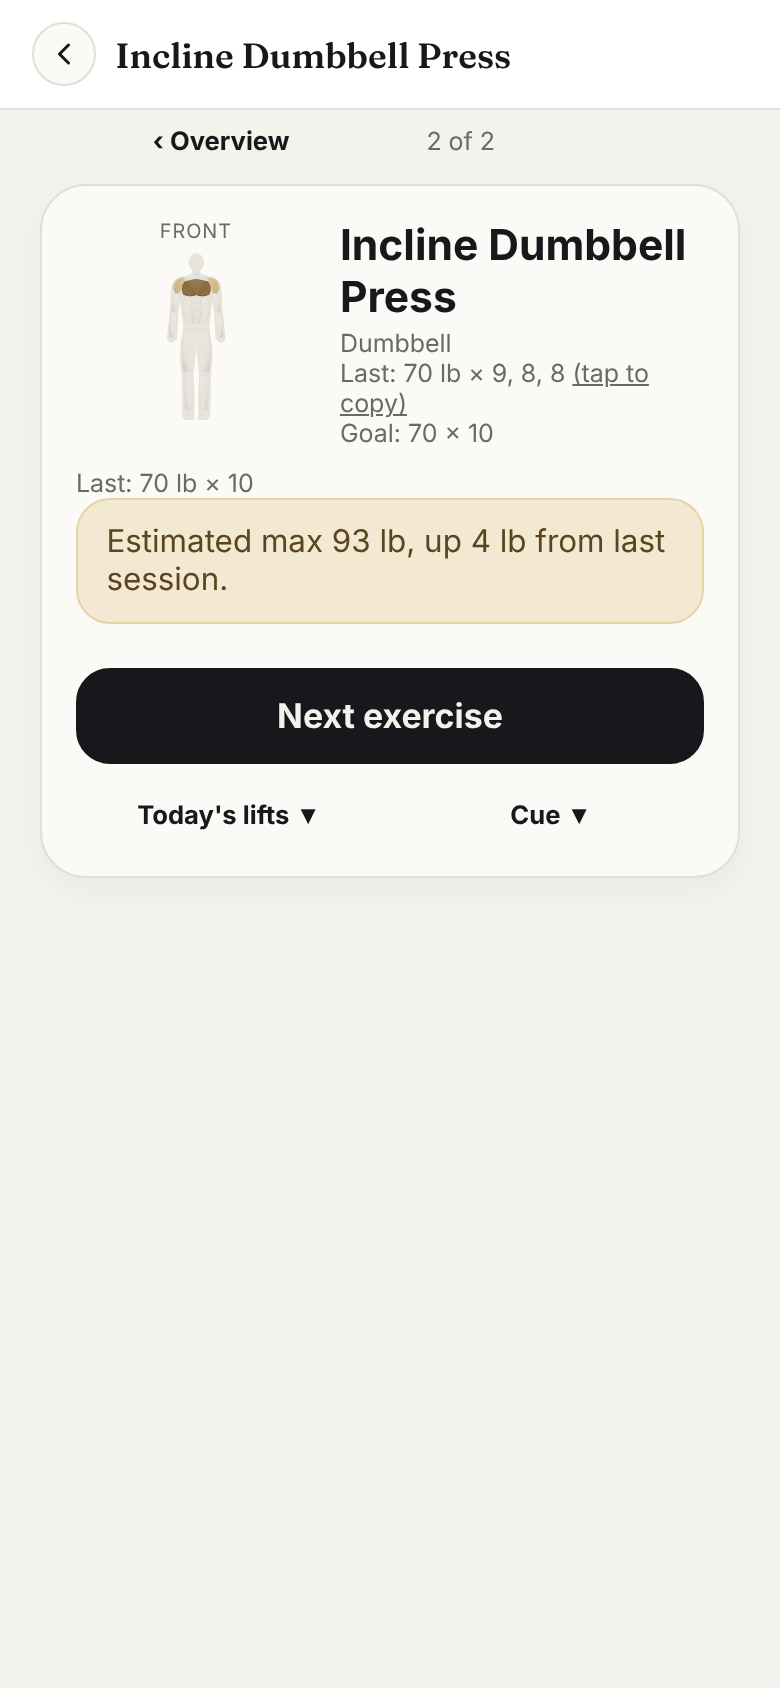 Incline Dumbbell Press
‹ Overview
2 of 2
FRONT
Incline Dumbbell
Press
Dumbbell
Last: 70 lb × 9, 8, 8 (tap to
copy)
Goal: 70 × 10
Last: 70 lb × 10
Estimated max 93 lb, up 4 lb from last
session.
Next exercise
Today's lifts ▼
Cue ▼